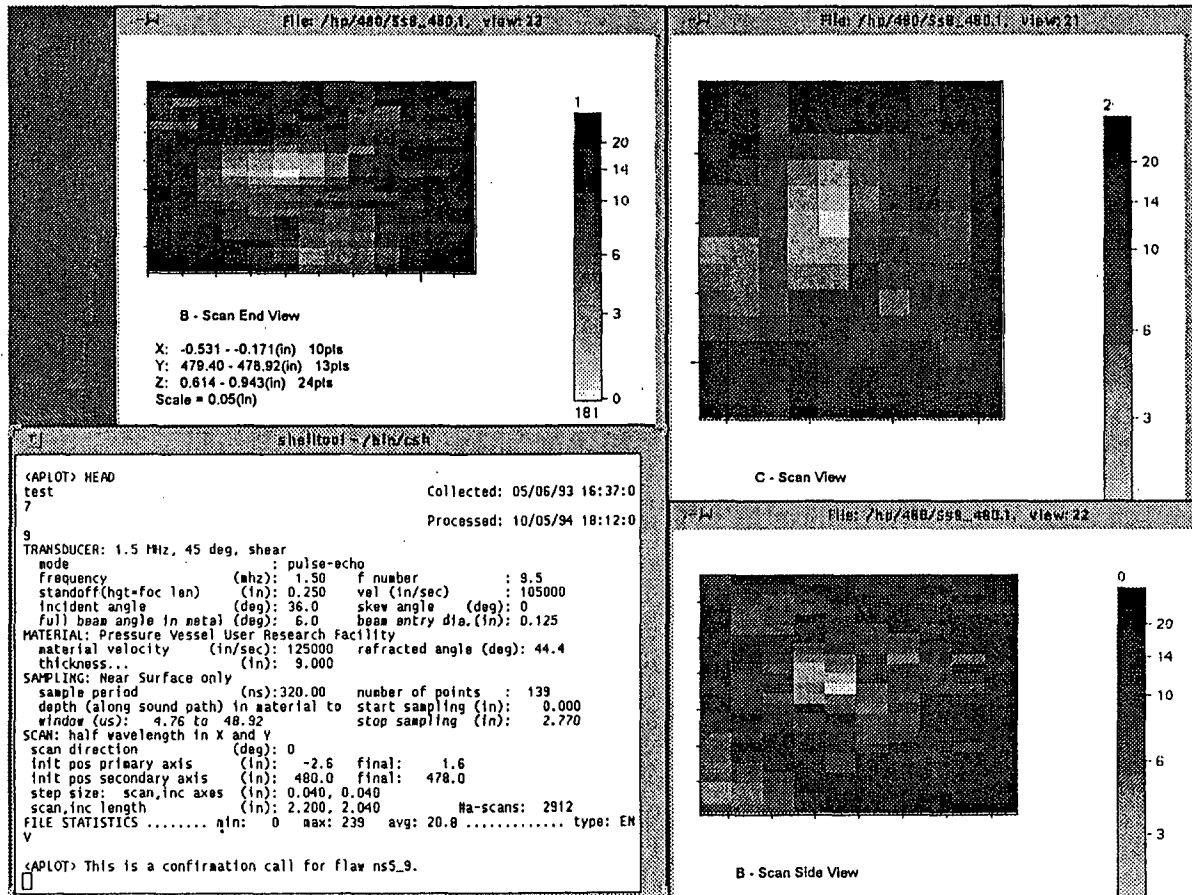 File: /hp/480/Ss8_480.1, view: 22
1
20
14
10
6
3
0
181
B - Scan End View
X: -0.531 - -0.171(in) 10pts
Y: 479.40 - 478.92(in) 13pts
Z: 0.614 - 0.943(in) 24pts
Scale = 0.05(in)
File: /hp/480/Ss8_480.1, view: 21
2
20
14
10
6
3
C - Scan View
shelltool - /bin/csh
<APLOT> HEAD
test Collected: 05/06/93 16:37:0
7
Processed: 10/05/94 18:12:0
9
TRANSDUCER: 1.5 MHz, 45 deg, shear
mode : pulse-echo
frequency (mhz): 1.50 f number : 9.5
standoff(hgt=foc len) (in): 0.250 vel (in/sec) : 105000
incident angle (deg): 36.0 skew angle (deg): 0
full beam angle in metal (deg): 6.0 beam entry dia.(in): 0.125
MATERIAL: Pressure Vessel User Research Facility
material velocity (in/sec): 125000 refracted angle (deg): 44.4
thickness... (in): 9.000
SAMPLING: Near Surface only
sample period (ns):320.00 number of points : 139
depth (along sound path) in material to start sampling (in): 0.000
window (us): 4.76 to 48.92 stop sampling (in): 2.770
SCAN: half wavelength in X and Y
scan direction (deg): 0
init pos primary axis (in): -2.6 final: 1.6
init pos secondary axis (in): 480.0 final: 478.0
step size: scan,inc axes (in): 0.040, 0.040
scan,inc length (in): 2.200, 2.040 #a-scans: 2912
FILE STATISTICS ........ min: 0 max: 239 avg: 20.8 ............. type: EN
V
<APLOT> This is a confirmation call for flaw ns5_9.
File: /hp/480/Ss8_480.1, view: 22
0
20
14
10
6
3
B - Scan Side View